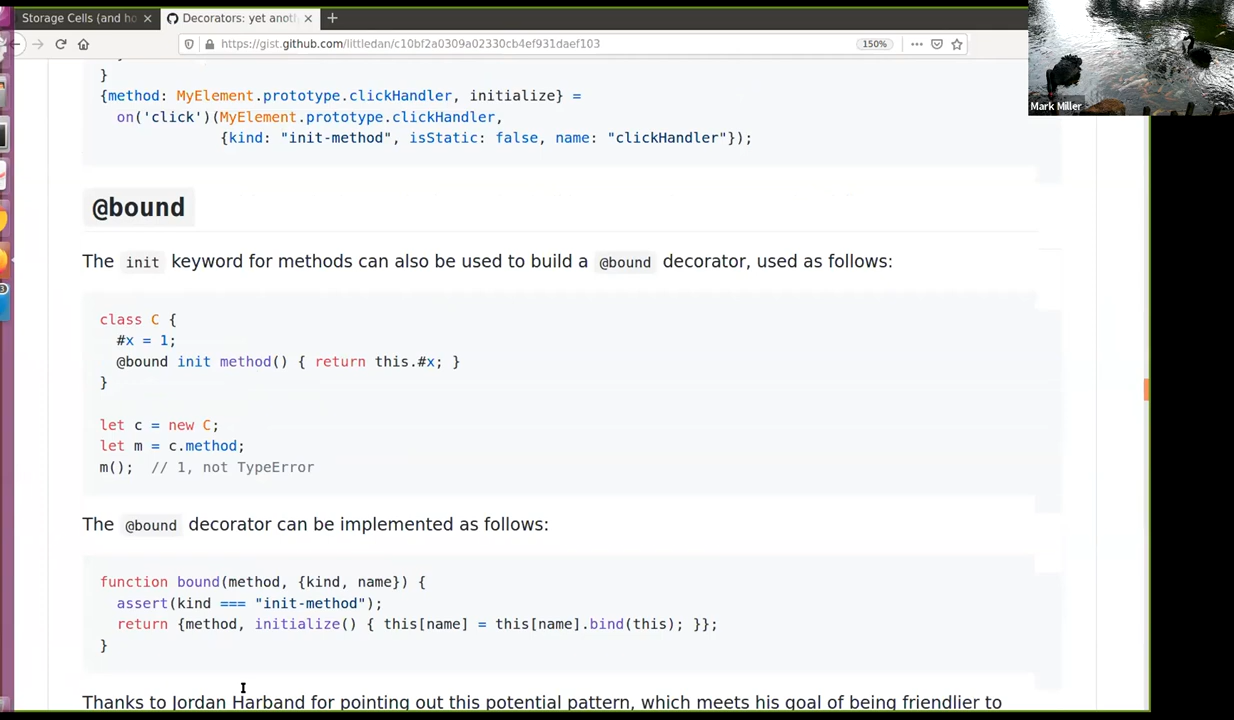 Storage Cells (and ho
Decorators: yet anot
https://gist.github.com/littledan/c10bf2a0309a02330cb4ef931daef103
150%
Mark Miller
}
{method: MyElement.prototype.clickHandler, initialize} =
on('click')(MyElement.prototype.clickHandler,
{kind: "init-method", isStatic: false, name: "clickHandler"});
@bound
The init keyword for methods can also be used to build a @bound decorator, used as follows:
class C {
#x = 1;
@bound init method() { return this.#x; }
}
let c = new C;
let m = c.method;
m(); // 1, not TypeError
The @bound decorator can be implemented as follows:
function bound(method, {kind, name}) {
assert(kind === "init-method");
return {method, initialize() { this[name] = this[name].bind(this); }};
}
Thanks to Jordan Harband for pointing out this potential pattern, which meets his goal of being friendlier to